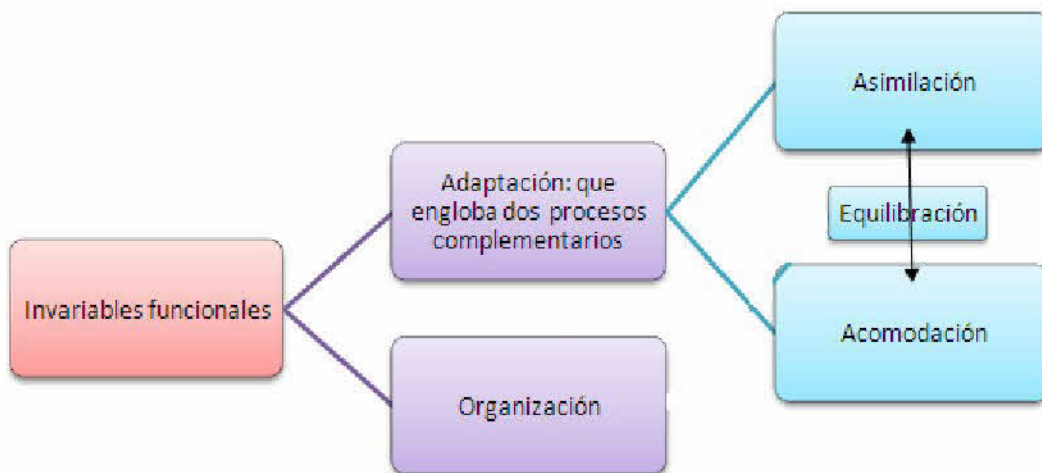 Invariables funcionales
Adaptación: que
engloba dos procesos
complementarios
Organización
Asimilación
Equilibración
Acomodación